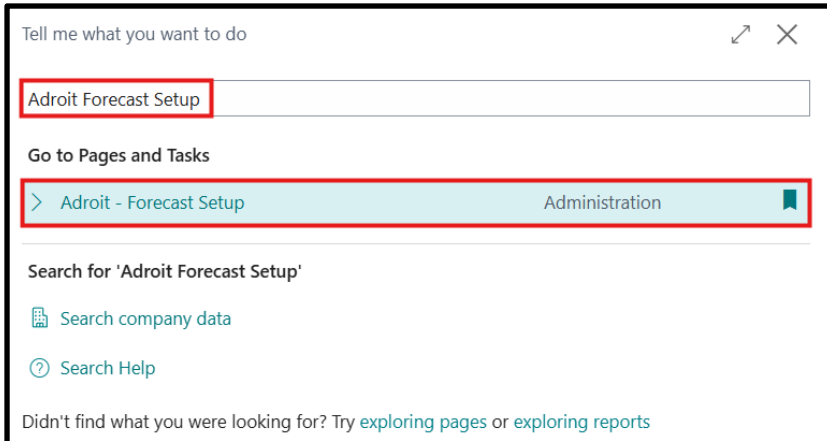 Tell me what you want to do
Adroit Forecast Setup
Go to Pages and Tasks
Adroit - Forecast Setup Administration
Search for 'Adroit Forecast Setup'
Search company data
Search Help
Didn't find what you were looking for? Try exploring pages or exploring reports